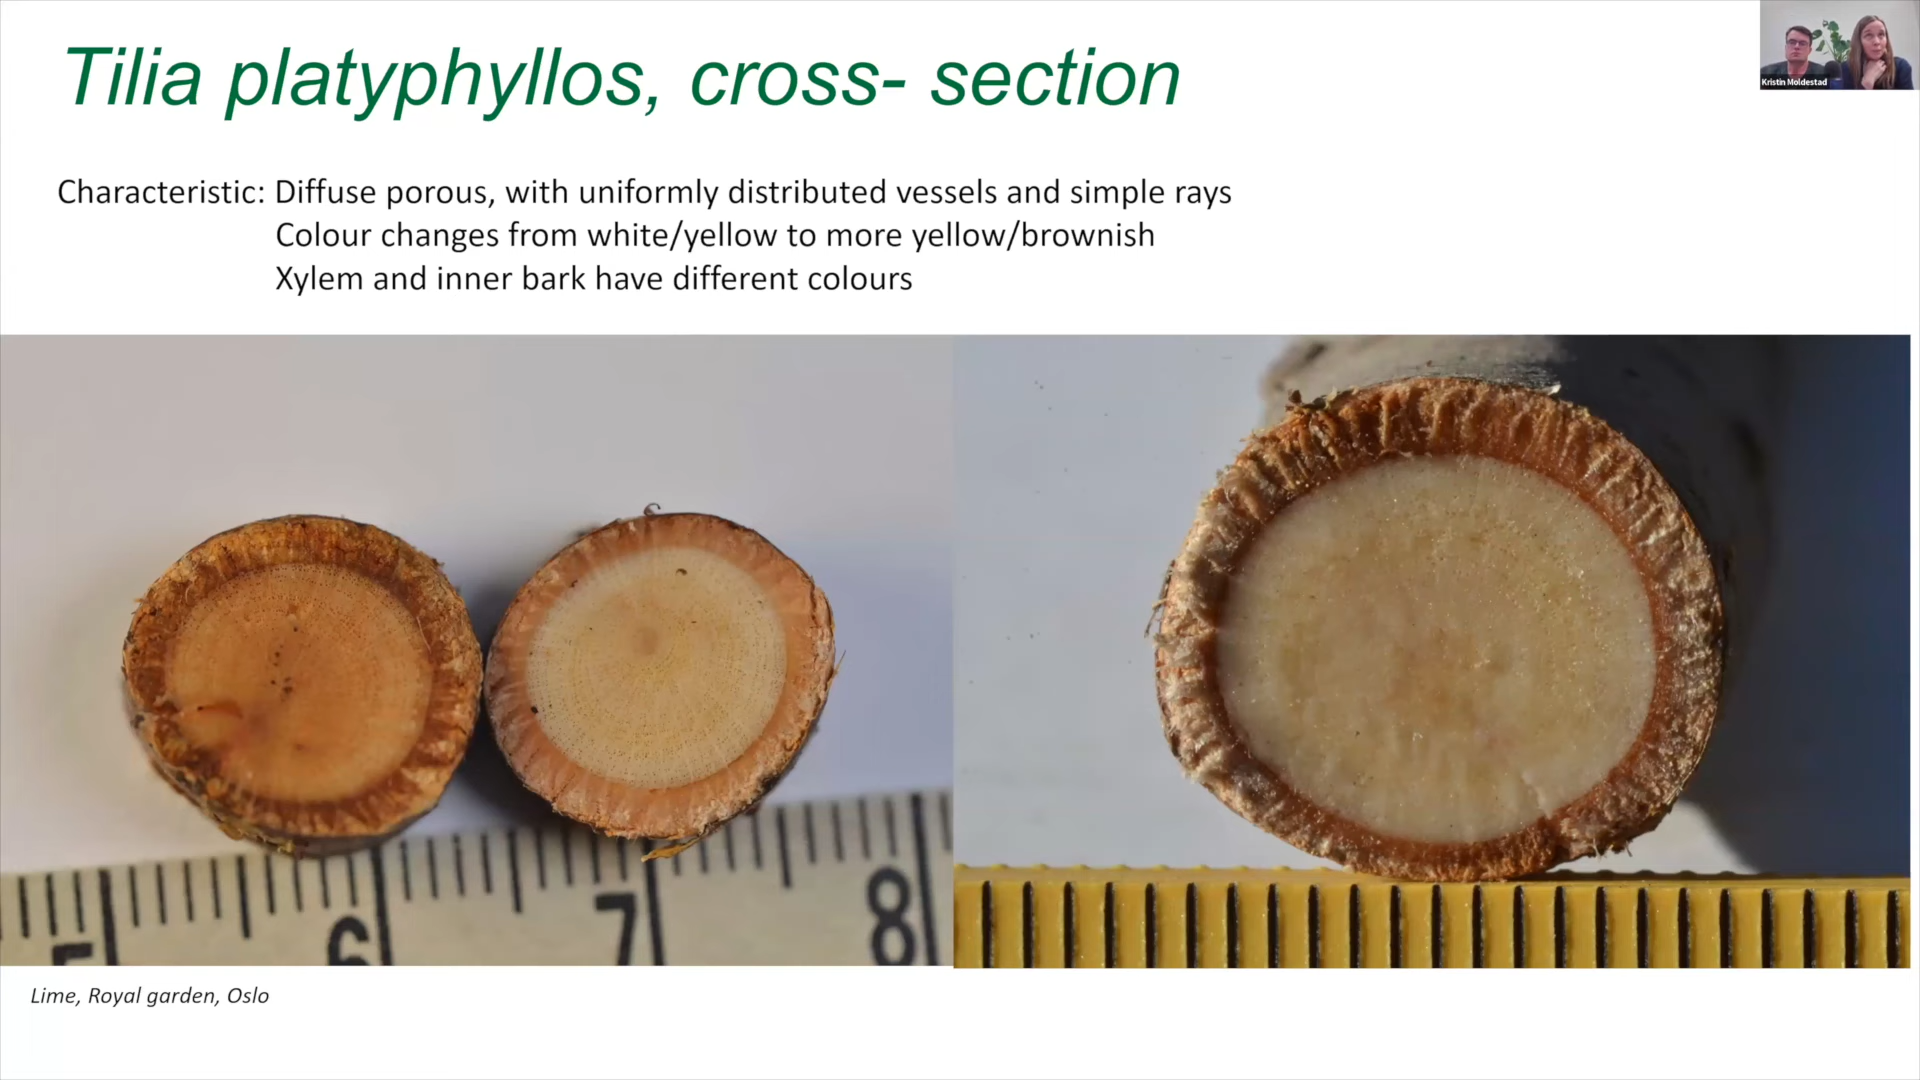 Tilia platyphyllos, cross- section
Kristin Moldestad
Characteristic: Diffuse porous, with uniformly distributed vessels and simple rays
Colour changes from white/yellow to more yellow/brownish
Xylem and inner bark have different colours
5 6 7 8
Lime, Royal garden, Oslo